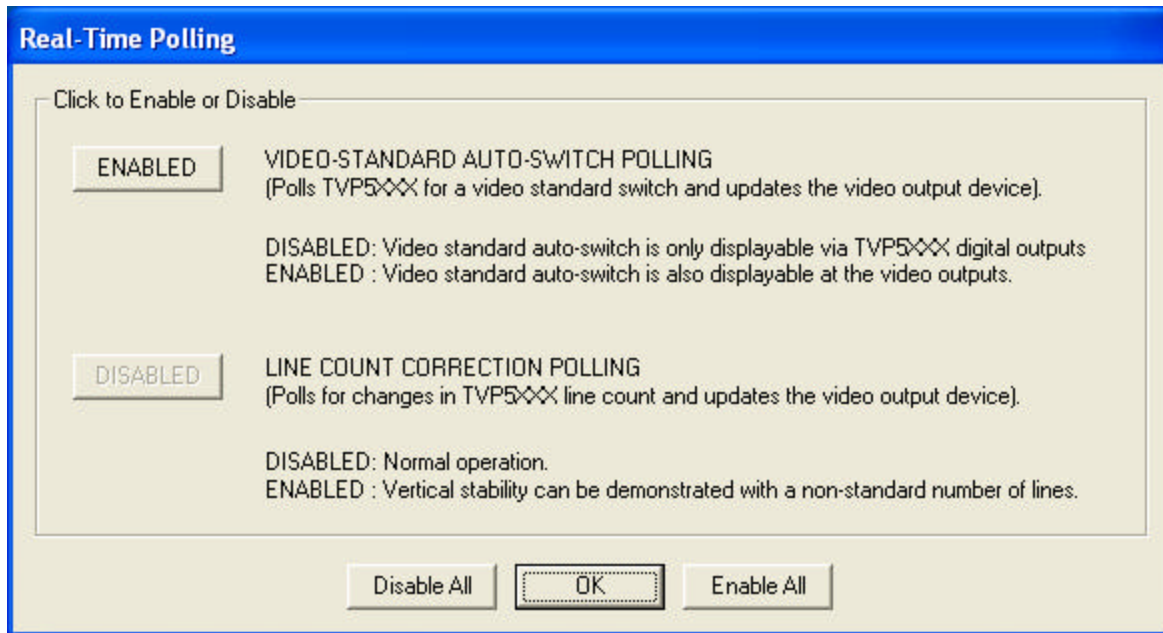 Real-Time Polling
Click to Enable or Disable
ENABLED
VIDEO-STANDARD AUTO-SWITCH POLLING
(Polls TVP5XXX for a video standard switch and updates the video output device).
DISABLED: Video standard auto-switch is only displayable via TVP5XXX digital outputs
ENABLED : Video standard auto-switch is also displayable at the video outputs.
DISABLED
LINE COUNT CORRECTION POLLING
(Polls for changes in TVP5XXX line count and updates the video output device).
DISABLED: Normal operation.
ENABLED : Vertical stability can be demonstrated with a non-standard number of lines.
Disable All
OK
Enable All